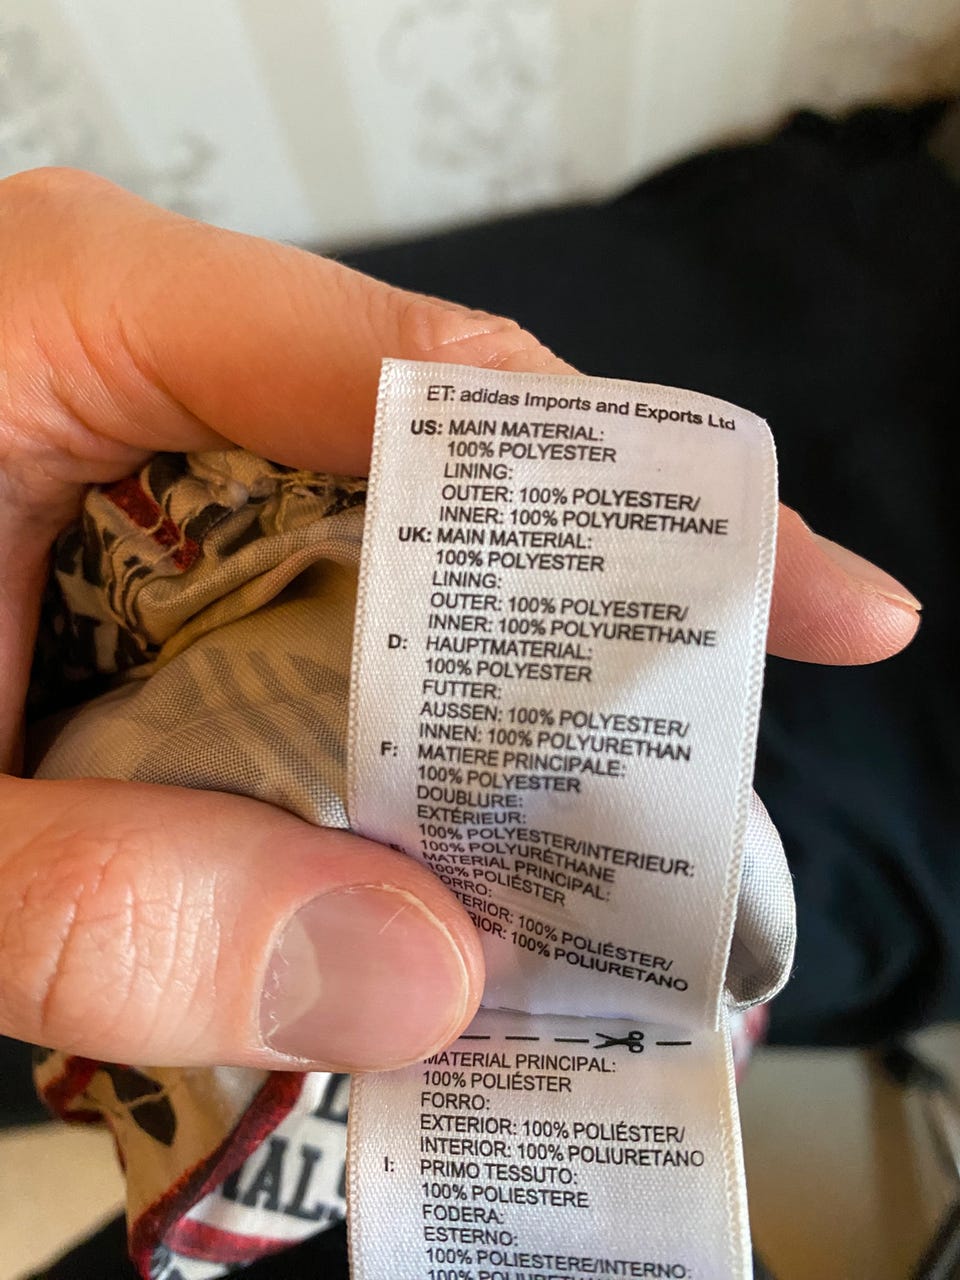 ET: adidas Imports and Exports Ltd
US: MAIN MATERIAL:
100% POLYESTER
LINING:
OUTER: 100% POLYESTER/
INNER: 100% POLYURETHANE
UK: MAIN MATERIAL:
100% POLYESTER
LINING:
OUTER: 100% POLYESTER/
INNER: 100% POLYURETHANE
D: HAUPTMATERIAL:
100% POLYESTER
FUTTER:
AUSSEN: 100% POLYESTER/
INNEN: 100% POLYURETHAN
F: MATIERE PRINCIPALE:
100% POLYESTER
DOUBLURE:
EXTÉRIEUR:
100% POLYESTER/INTERIEUR:
100% POLYURÉTHANE
MATERIAL PRINCIPAL:
100% POLIÉSTER
ORRO:
TERIOR: 100% POLIÉSTER/
RIOR: 100% POLIURETANO
MATERIAL PRINCIPAL:
100% POLIÉSTER
FORRO:
EXTERIOR: 100% POLIÉSTER/
INTERIOR: 100% POLIURETANO
I: PRIMO TESSUTO:
100% POLIESTERE
FODERA:
ESTERNO:
100% POLIESTERE/INTERNO:
100%